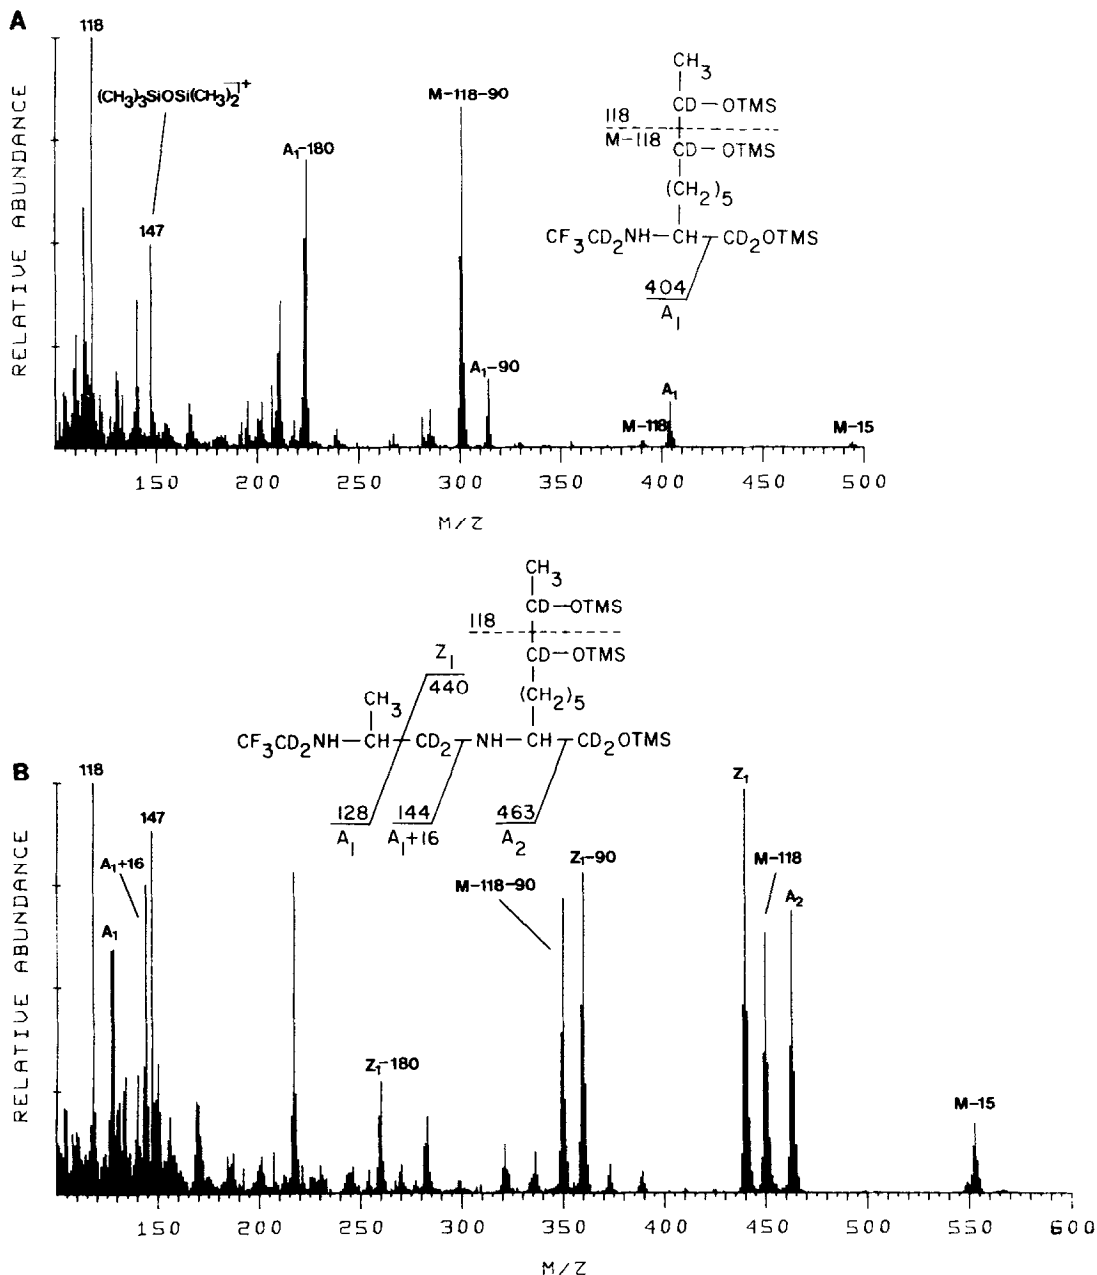 A
RELATIVE ABUNDANCE
118
(CH3)3SiOSi(CH3)2]+
147
A1-180
M-118-90
A1-90
M-118
A1
M-15
CH3
CD-OTMS
118
M-118
CD-OTMS
(CH2)5
CF3CD2NH-CH-CD2OTMS
404
A1
150 200 250 300 350 400 450 500
M/Z
CH3
CD-OTMS
118
CD-OTMS
Z1
440
(CH2)5
CH3
CF3CD2NH-CH-CD2-NH-CH-CD2OTMS
128
A1
144
A1+16
463
A2
B
RELATIVE ABUNDANCE
118
147
A1+16
A1
Z1-180
M-118-90
Z1-90
Z1
M-118
A2
M-15
150 200 250 300 350 400 450 500 550 600
M/Z